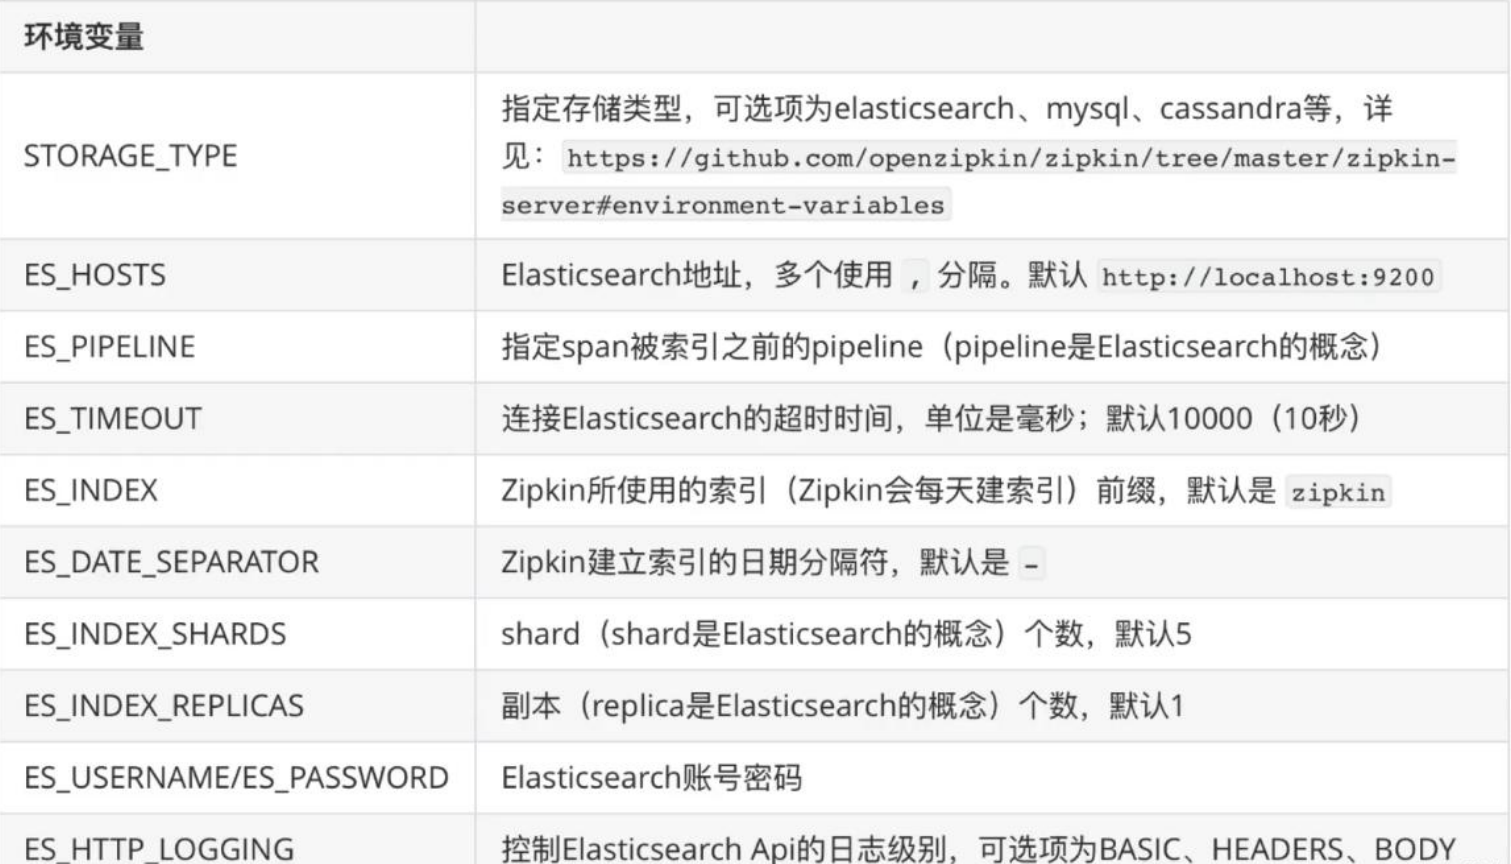 环境变量
STORAGE_TYPE
指定存储类型，可选项为elasticsearch、mysql、cassandra等，详
见： https://github.com/openzipkin/zipkin/tree/master/zipkin-
server#environment-variables
ES_HOSTS
Elasticsearch地址，多个使用 , 分隔。默认 http://localhost:9200
ES_PIPELINE
指定span被索引之前的pipeline（pipeline是Elasticsearch的概念）
ES_TIMEOUT
连接Elasticsearch的超时时间，单位是毫秒；默认10000（10秒）
ES_INDEX
Zipkin所使用的索引（Zipkin会每天建索引）前缀，默认是 zipkin
ES_DATE_SEPARATOR
Zipkin建立索引的日期分隔符，默认是 -
ES_INDEX_SHARDS
shard（shard是Elasticsearch的概念）个数，默认5
ES_INDEX_REPLICAS
副本（replica是Elasticsearch的概念）个数，默认1
ES_USERNAME/ES_PASSWORD
Elasticsearch账号密码
ES_HTTP_LOGGING
控制Elasticsearch Api的日志级别，可选项为BASIC、HEADERS、BODY